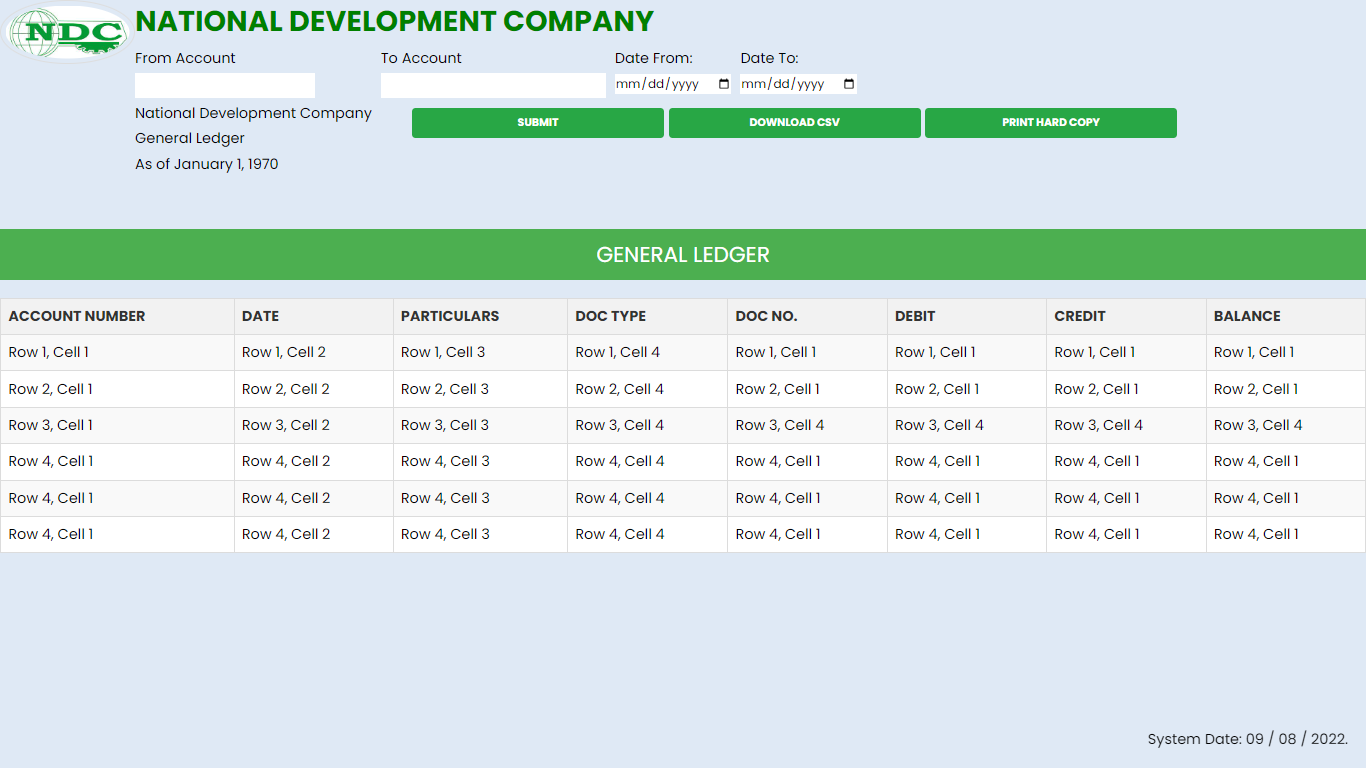 NDC
NATIONAL DEVELOPMENT COMPANY
From Account To Account Date From: Date To:
mm/dd/yyyy mm/dd/yyyy
National Development Company
SUBMIT DOWNLOAD CSV PRINT HARD COPY
General Ledger
As of January 1, 1970
GENERAL LEDGER
ACCOUNT NUMBER DATE PARTICULARS DOC TYPE DOC NO. DEBIT CREDIT BALANCE
Row 1, Cell 1 Row 1, Cell 2 Row 1, Cell 3 Row 1, Cell 4 Row 1, Cell 1 Row 1, Cell 1 Row 1, Cell 1 Row 1, Cell 1
Row 2, Cell 1 Row 2, Cell 2 Row 2, Cell 3 Row 2, Cell 4 Row 2, Cell 1 Row 2, Cell 1 Row 2, Cell 1 Row 2, Cell 1
Row 3, Cell 1 Row 3, Cell 2 Row 3, Cell 3 Row 3, Cell 4 Row 3, Cell 4 Row 3, Cell 4 Row 3, Cell 4 Row 3, Cell 4
Row 4, Cell 1 Row 4, Cell 2 Row 4, Cell 3 Row 4, Cell 4 Row 4, Cell 1 Row 4, Cell 1 Row 4, Cell 1 Row 4, Cell 1
Row 4, Cell 1 Row 4, Cell 2 Row 4, Cell 3 Row 4, Cell 4 Row 4, Cell 1 Row 4, Cell 1 Row 4, Cell 1 Row 4, Cell 1
Row 4, Cell 1 Row 4, Cell 2 Row 4, Cell 3 Row 4, Cell 4 Row 4, Cell 1 Row 4, Cell 1 Row 4, Cell 1 Row 4, Cell 1
System Date: 09 / 08 / 2022.